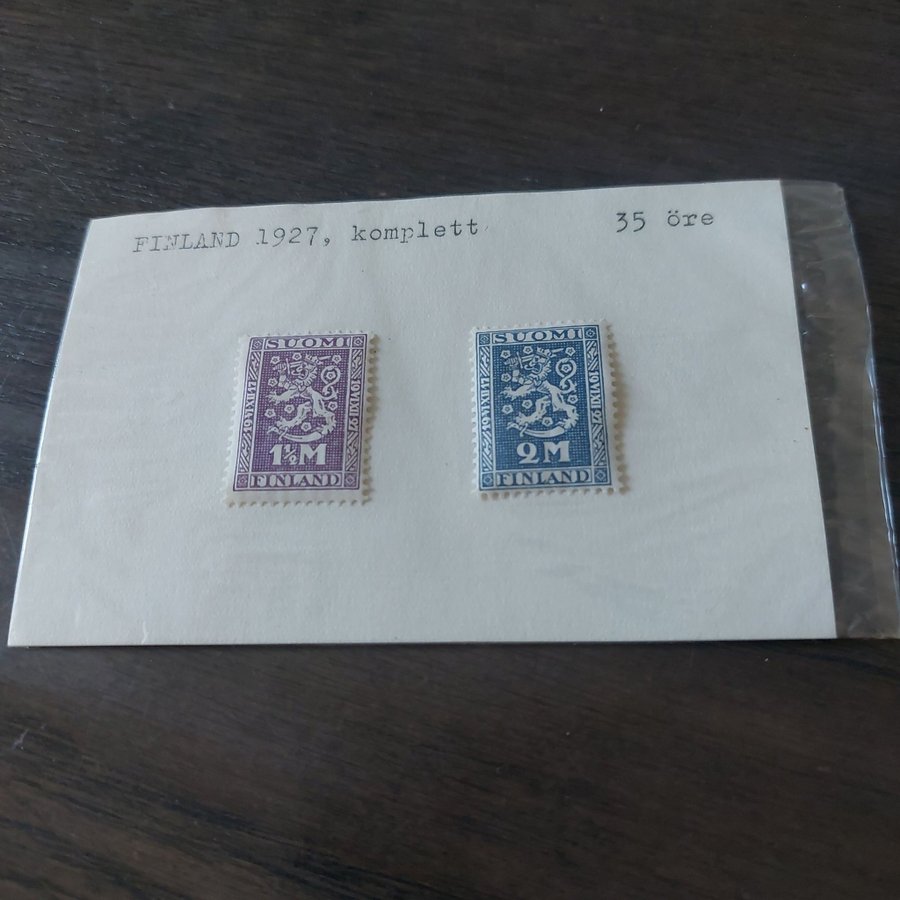 FINLAND 1927, komplett 35 öre
SUOMI
1½M
FINLAND
SUOMI
2M
FINLAND